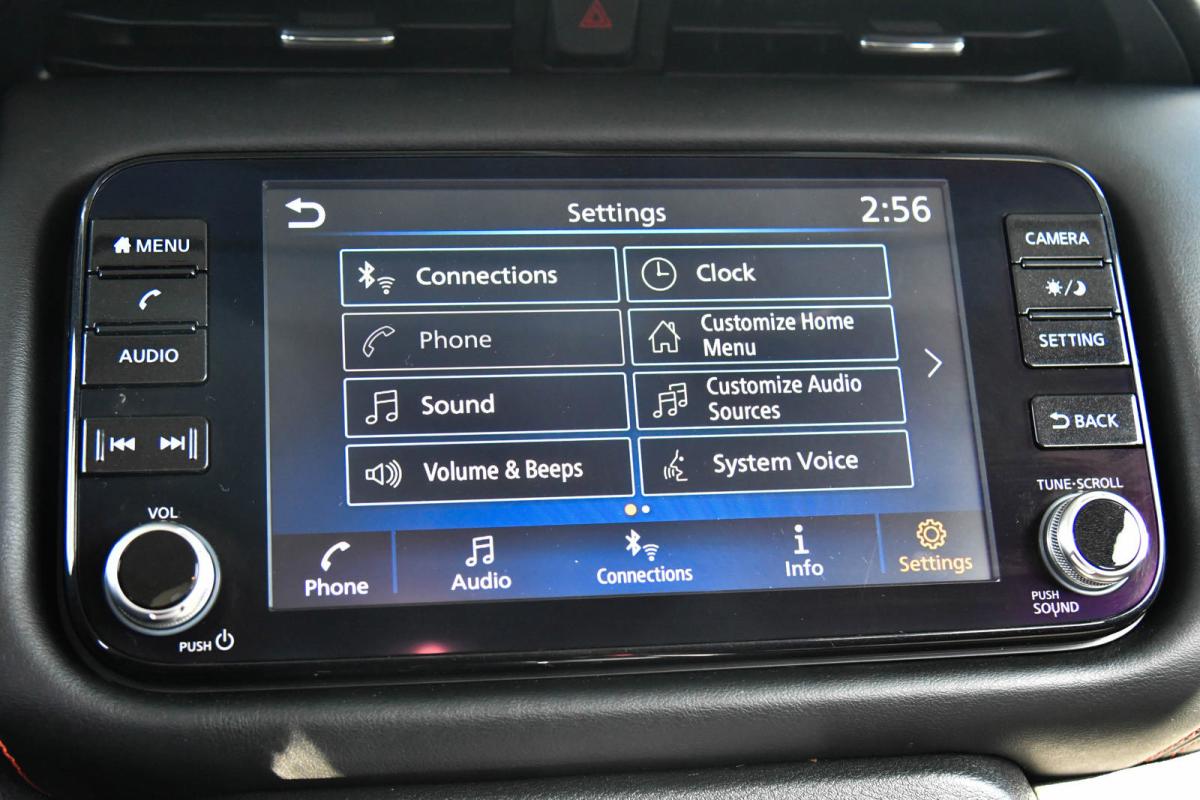 Settings
2:56
MENU
AUDIO
VOL
PUSH
Connections
Phone
Sound
Volume & Beeps
Clock
Customize Home
Menu
Customize Audio
Sources
System Voice
Phone
Audio
Connections
Info
Settings
CAMERA
SETTING
BACK
TUNE·SCROLL
PUSH
SOUND